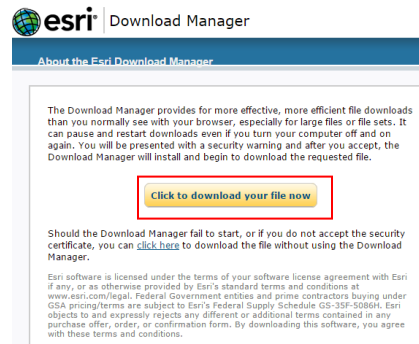 esri Download Manager
About the Esri Download Manager
The Download Manager provides for more effective, more efficient file downloads
than you normally see with your browser, especially for large files or file sets. It
can pause and restart downloads even if you turn your computer off and on
again. You will be presented with a security warning and after you accept, the
Download Manager will install and begin to download the requested file.
Click to download your file now
Should the Download Manager fail to start, or if you do not accept the security
certificate, you can click here to download the file without using the Download
Manager.
Esri software is licensed under the terms of your software license agreement with Esri
if any, or as otherwise provided by Esri's standard terms and conditions at
www.esri.com/legal. Federal Government entities and prime contractors buying under
GSA pricing/terms are subject to Esri's Federal Supply Schedule GS-35F-5086H. Esri
objects to and expressly rejects any different or additional terms contained in any
purchase offer, order, or confirmation form. By downloading this software, you agree
with these terms and conditions.